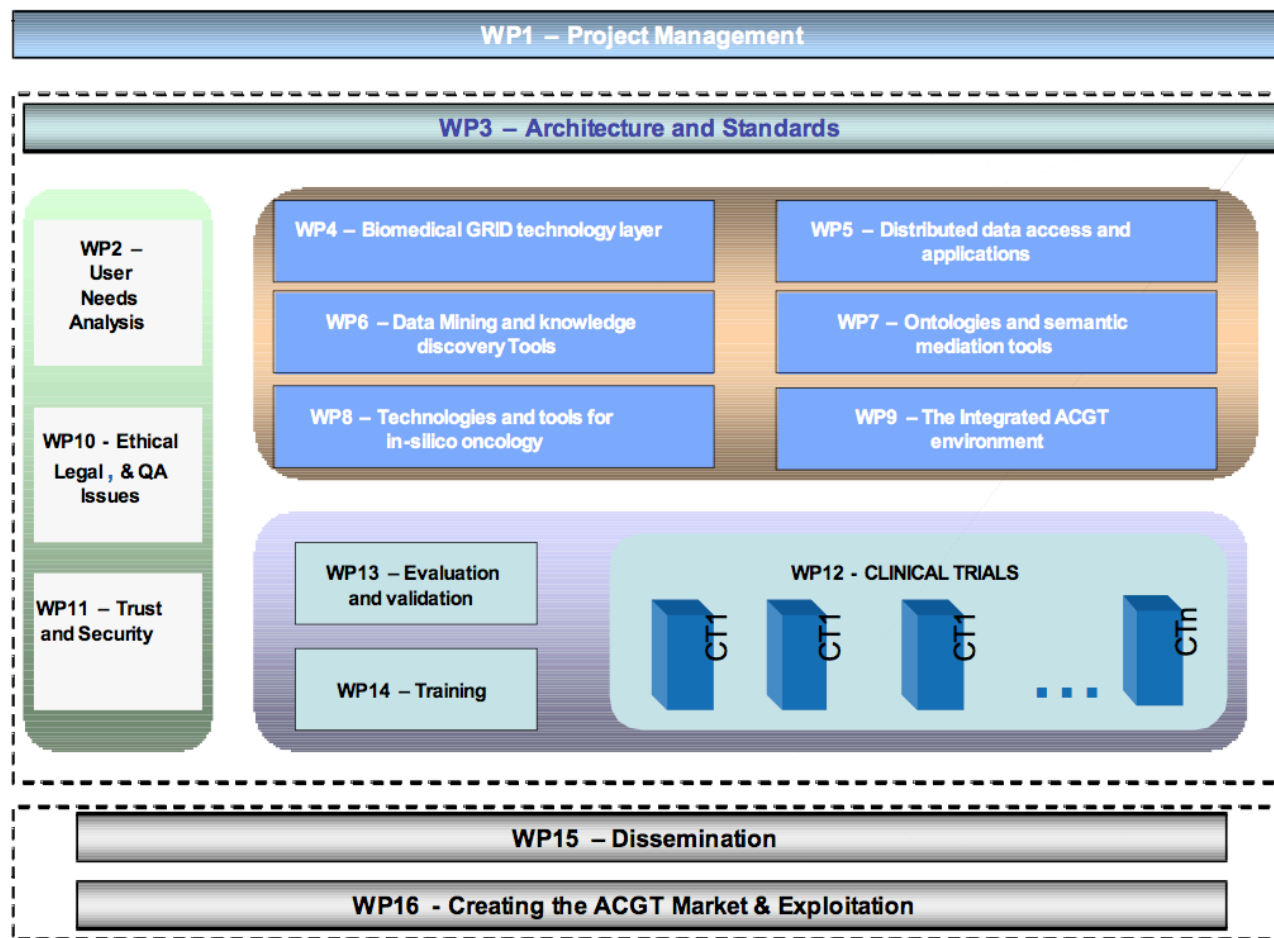 WP1 – Project Management
WP3 – Architecture and Standards
WP2 –
User
Needs
Analysis
WP10 - Ethical
Legal , & QA
Issues
WP11 – Trust
and Security
WP4 – Biomedical GRID technology layer
WP5 – Distributed data access and
applications
WP6 – Data Mining and knowledge
discovery Tools
WP7 – Ontologies and semantic
mediation tools
WP8 – Technologies and tools for
in-silico oncology
WP9 – The Integrated ACGT
environment
WP13 – Evaluation
and validation
WP14 – Training
WP12 - CLINICAL TRIALS
CT1
CT1
CT1
...
CTn
WP15 – Dissemination
WP16 - Creating the ACGT Market & Exploitation